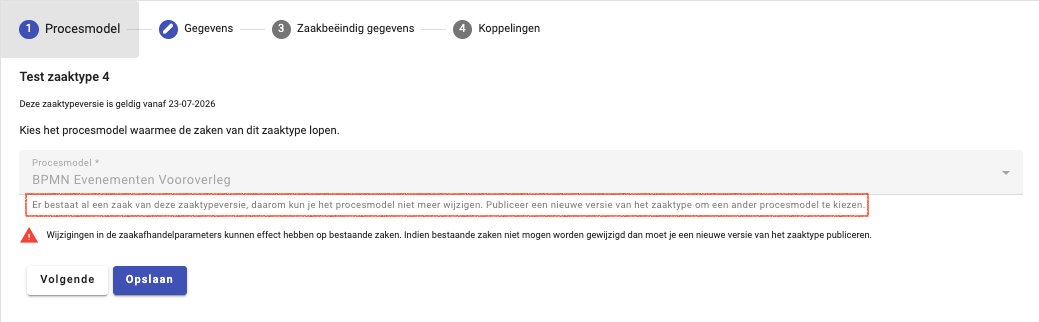 1 Procesmodel Gegevens 3 Zaakbeëindig gegevens 4 Koppelingen
Test zaaktype 4
Deze zaaktypeversie is geldig vanaf 23-07-2026
Kies het procesmodel waarmee de zaken van dit zaaktype lopen.
Procesmodel *
BPMN Evenementen Vooroverleg
Er bestaat al een zaak van deze zaaktypeversie, daarom kun je het procesmodel niet meer wijzigen. Publiceer een nieuwe versie van het zaaktype om een ander procesmodel te kiezen.
Wijzigingen in de zaakafhandelparameters kunnen effect hebben op bestaande zaken. Indien bestaande zaken niet mogen worden gewijzigd dan moet je een nieuwe versie van het zaaktype publiceren.
Volgende Opslaan